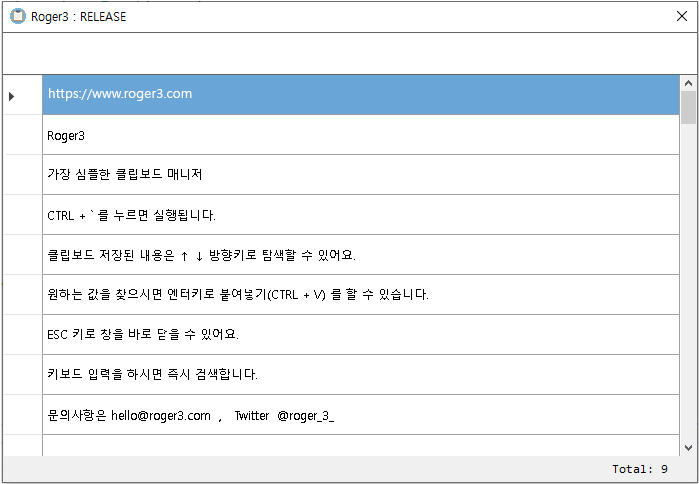 Roger3 : RELEASE
https://www.roger3.com
Roger3
가장 심플한 클립보드 매니저
CTRL + ` 를 누르면 실행됩니다.
클립보드 저장된 내용은 ↑ ↓ 방향키로 탐색할 수 있어요.
원하는 값을 찾으시면 엔터키로 붙여넣기(CTRL + V) 를 할 수 있습니다.
ESC 키로 창을 바로 닫을 수 있어요.
키보드 입력을 하시면 즉시 검색합니다.
문의사항은 hello@roger3.com , Twitter @roger_3_
Total: 9